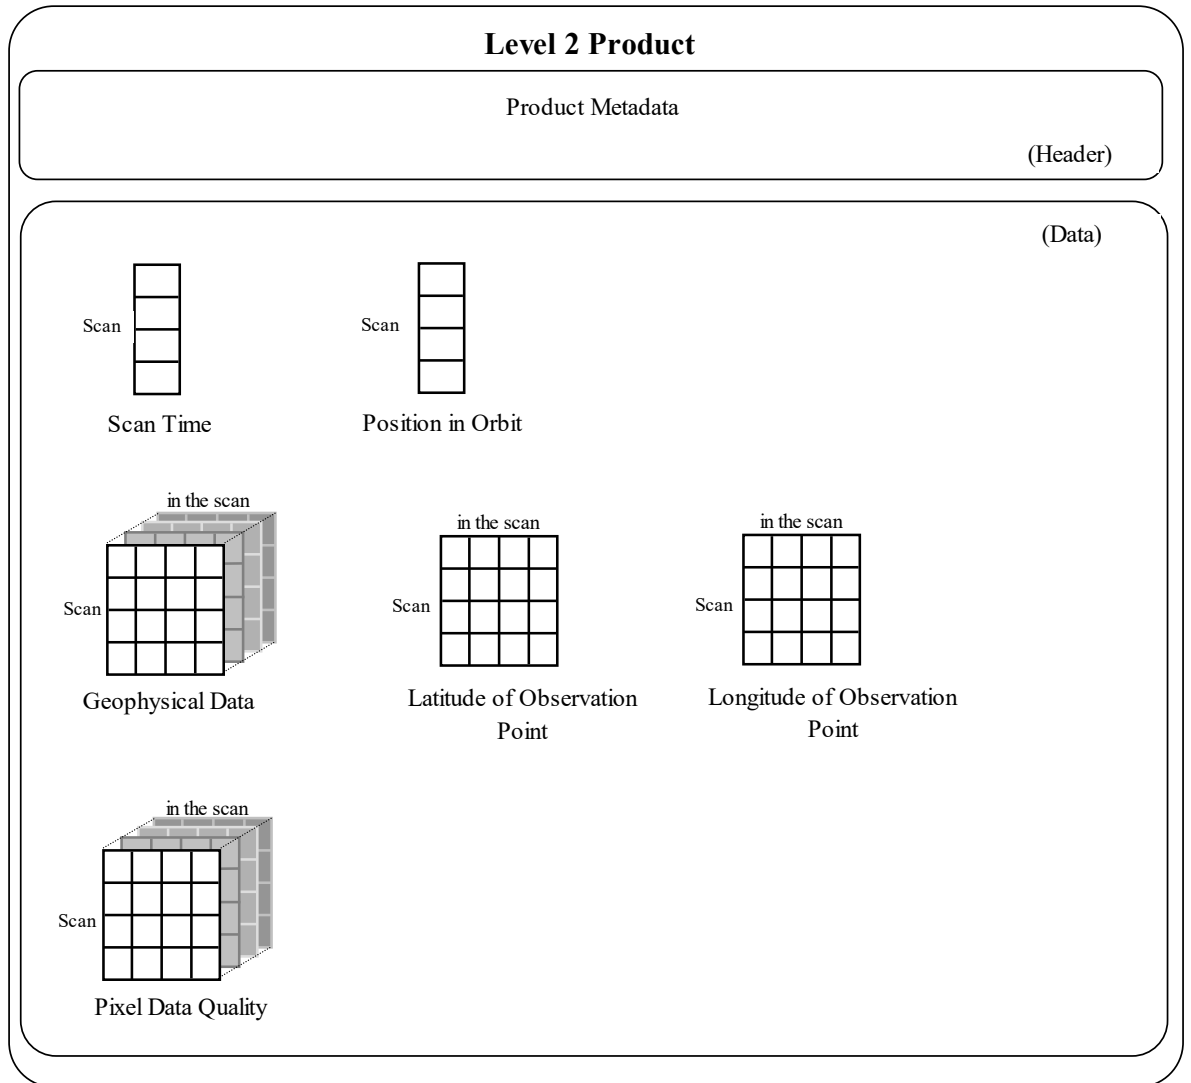 Level 2 Product
Product Metadata
(Header)
(Data)
Scan
Scan
Scan Time
Position in Orbit
in the scan
in the scan
in the scan
Scan
Scan
Scan
Geophysical Data
Latitude of Observation
Point
Longitude of Observation
Point
in the scan
Scan
Pixel Data Quality